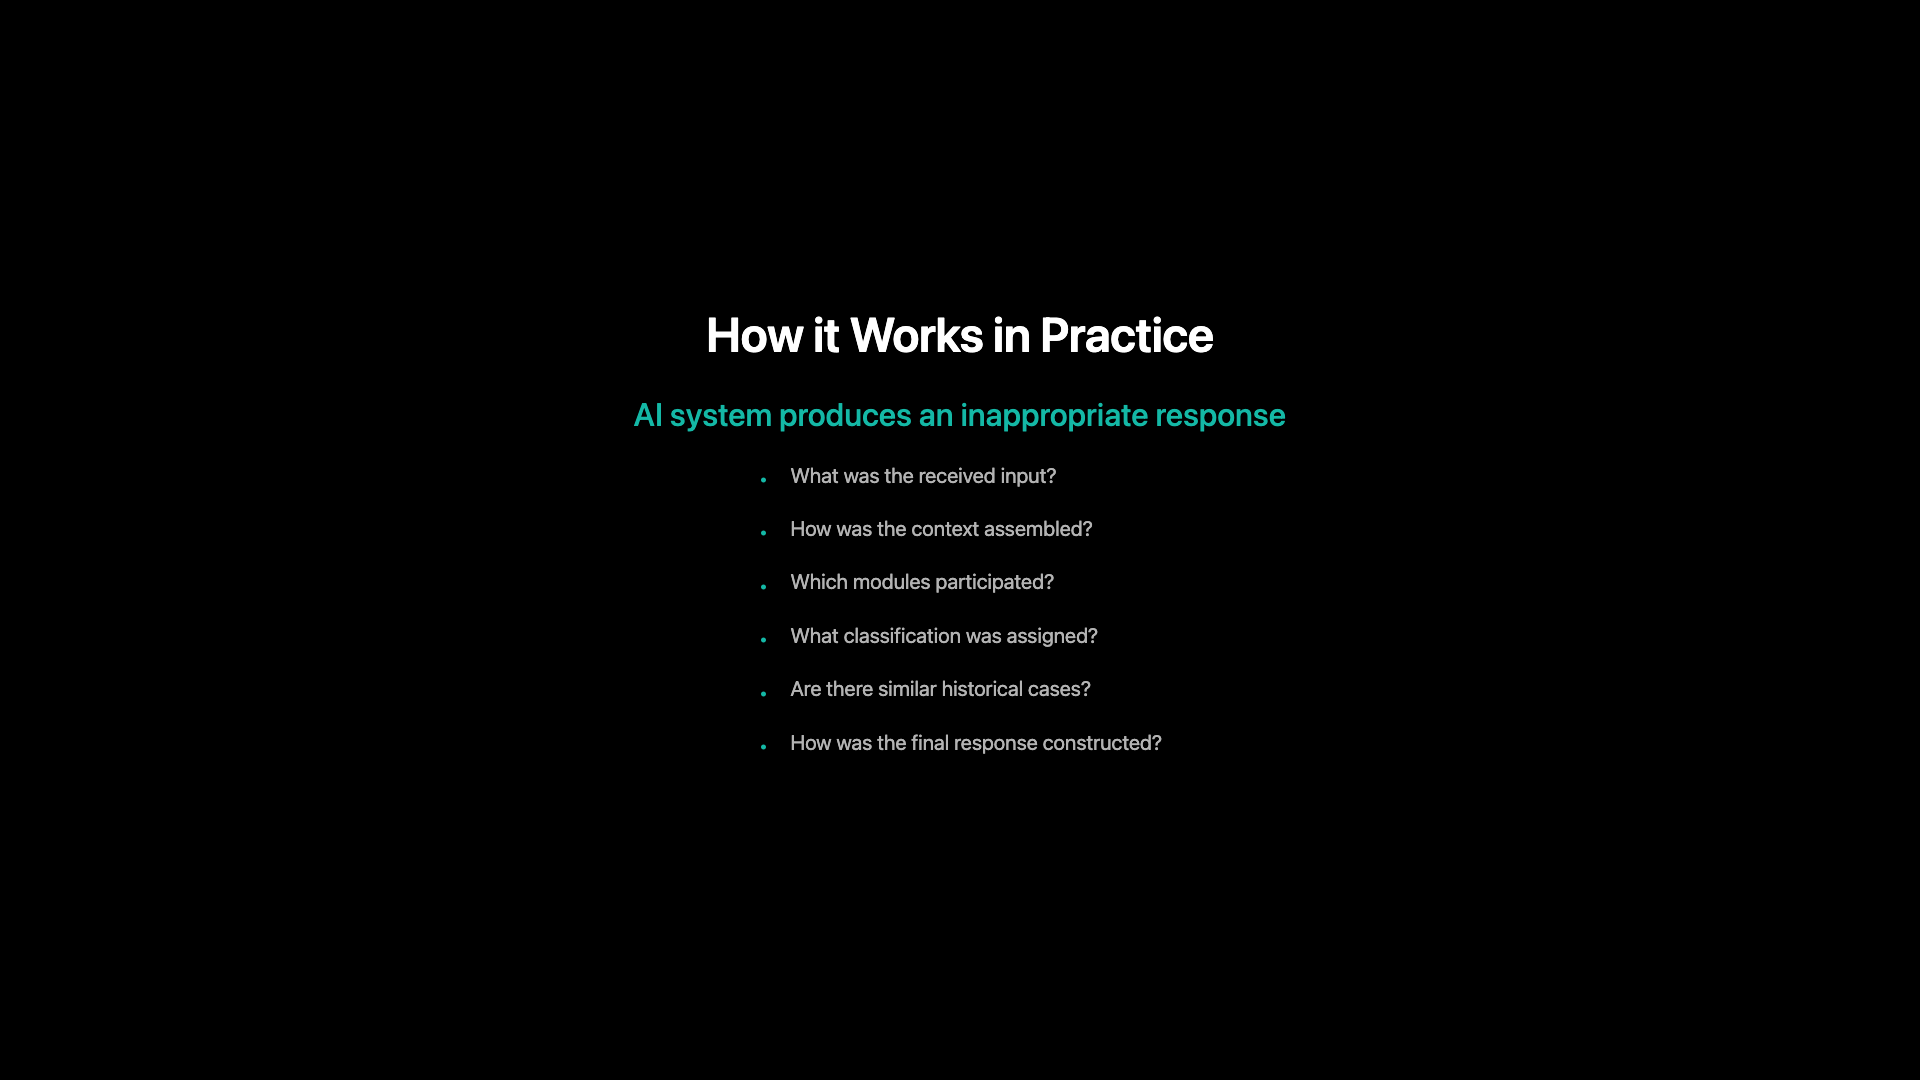 How it Works in Practice
AI system produces an inappropriate response
• What was the received input?
• How was the context assembled?
• Which modules participated?
• What classification was assigned?
• Are there similar historical cases?
• How was the final response constructed?